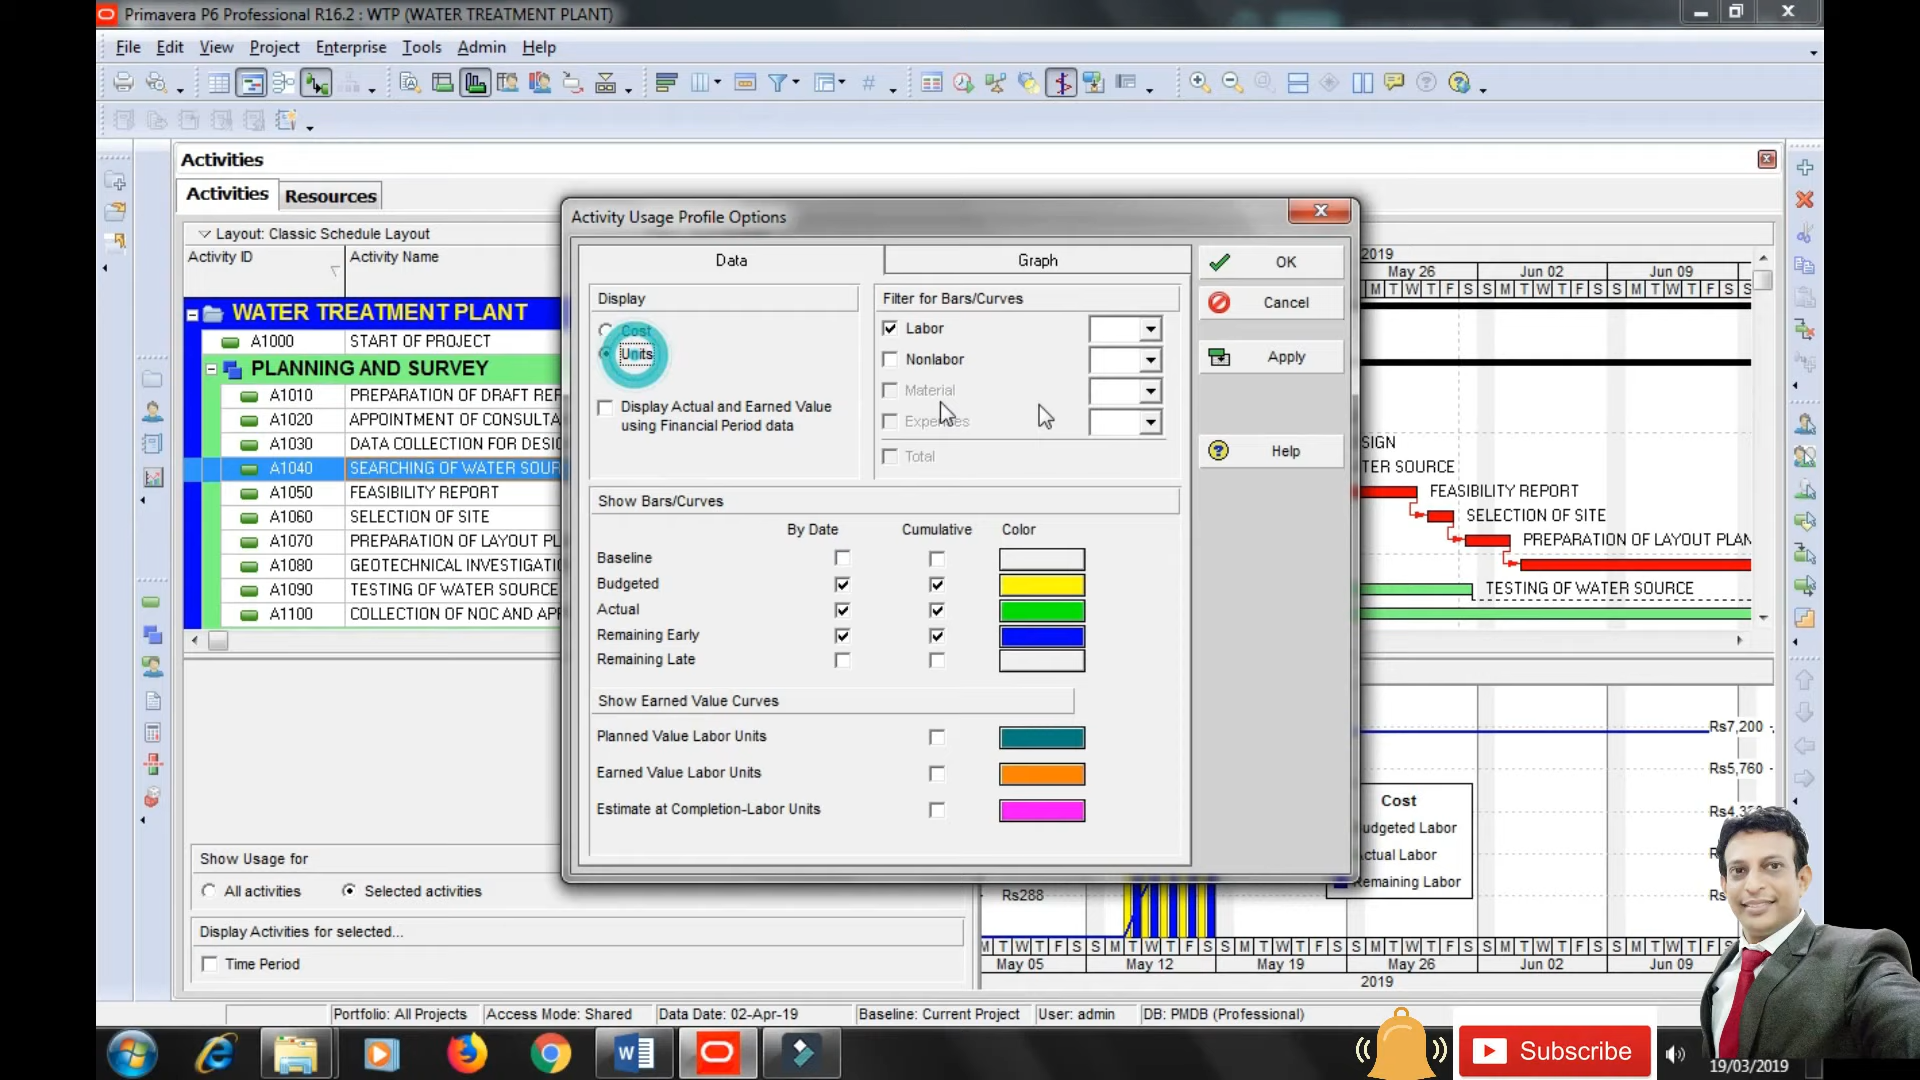 Primavera P6 Professional R16.2 : WTP (WATER TREATMENT PLANT)
File Edit View Project Enterprise Tools Admin Help
Activities
Activities Resources
Layout: Classic Schedule Layout
Activity ID Activity Name
WATER TREATMENT PLANT
A1000 START OF PROJECT
PLANNING AND SURVEY
A1010 PREPARATION OF DRAFT REP
A1020 APPOINTMENT OF CONSULTA
A1030 DATA COLLECTION FOR DESIG
A1040 SEARCHING OF WATER SOUR
A1050 FEASIBILITY REPORT
A1060 SELECTION OF SITE
A1070 PREPARATION OF LAYOUT PL
A1080 GEOTECHNICAL INVESTIGATIO
A1090 TESTING OF WATER SOURCE
A1100 COLLECTION OF NOC AND APP
Show Usage for
All activities Selected activities
Display Activities for selected...
Time Period
Activity Usage Profile Options
Data Graph
Display
Cost
Units
Display Actual and Earned Value
using Financial Period data
Filter for Bars/Curves
Labor
Nonlabor
Material
Expenses
Total
OK
Cancel
Apply
Help
Show Bars/Curves
By Date Cumulative Color
Baseline
Budgeted
Actual
Remaining Early
Remaining Late
Show Earned Value Curves
Planned Value Labor Units
Earned Value Labor Units
Estimate at Completion-Labor Units
2019
May 26 Jun 02 Jun 09
M T W T F S S M T W T F S S M T W T F S S
SIGN
TER SOURCE
FEASIBILITY REPORT
SELECTION OF SITE
PREPARATION OF LAYOUT PLAN
TESTING OF WATER SOURCE
Rs7,200
Rs5,760
Cost
udgeted Labor
ctual Labor
Remaining Labor
Rs288
M T W T F S S M T W T F S S M T W T F S S M T W T F S S M T W T F S S M T W T F S
May 05 May 12 May 19 May 26 Jun 02 Jun 09
2019
Portfolio: All Projects Access Mode: Shared Data Date: 02-Apr-19 Baseline: Current Project User: admin DB: PMDB (Professional)
Subscribe
19/03/2019